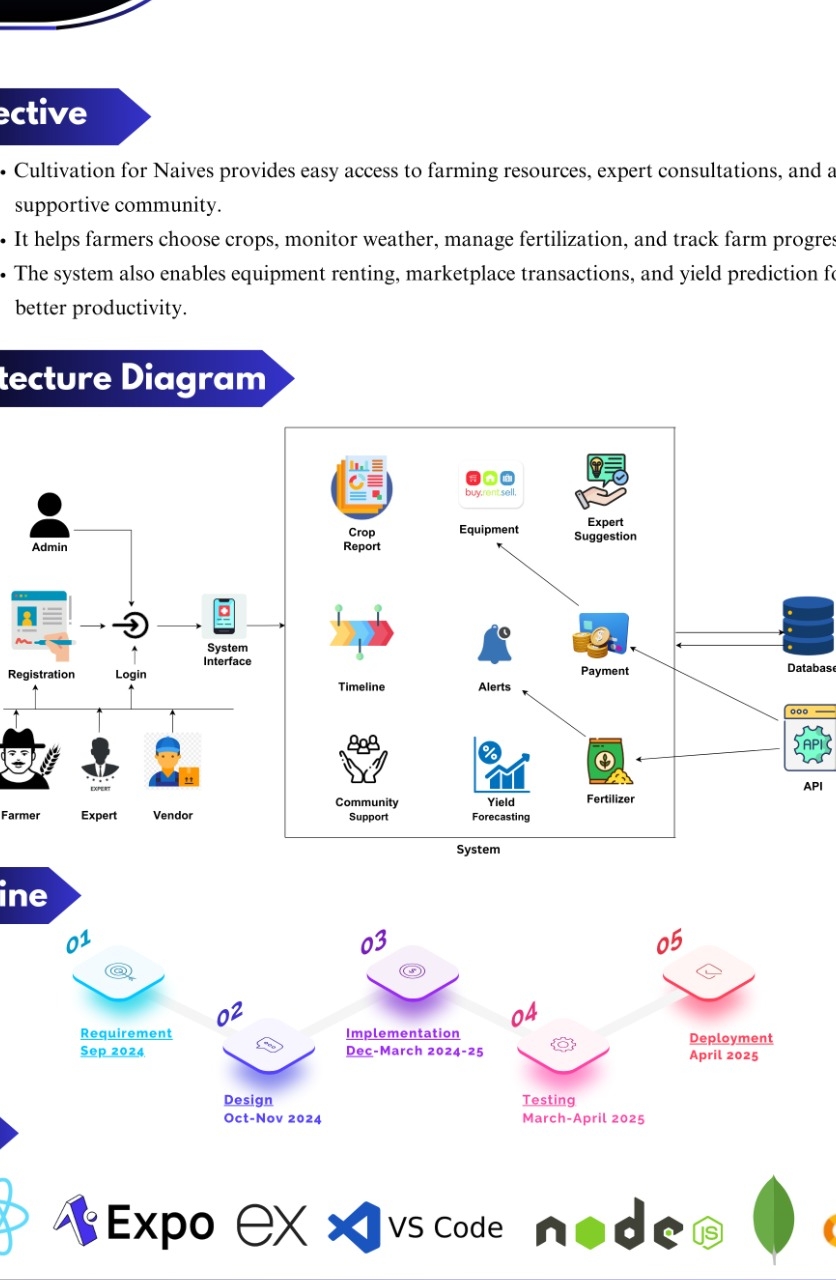 ective
• Cultivation for Naives provides easy access to farming resources, expert consultations, and a
supportive community.
• It helps farmers choose crops, monitor weather, manage fertilization, and track farm progres
• The system also enables equipment renting, marketplace transactions, and yield prediction fo
better productivity.
tecture Diagram
Admin
Registration
Login
System
Interface
Farmer
EXPERT
Expert
Vendor
Crop
Report
buy.rent.sell.
Equipment
Expert
Suggestion
Timeline
Alerts
Payment
Community
Support
Yield
Forecasting
Fertilizer
System
Database
API
API
ine
01
Requirement
Sep 2024
02
Design
Oct-Nov 2024
03
Implementation
Dec-March 2024-25
04
Testing
March-April 2025
05
Deployment
April 2025
Expo
ex
VS Code
node
JS